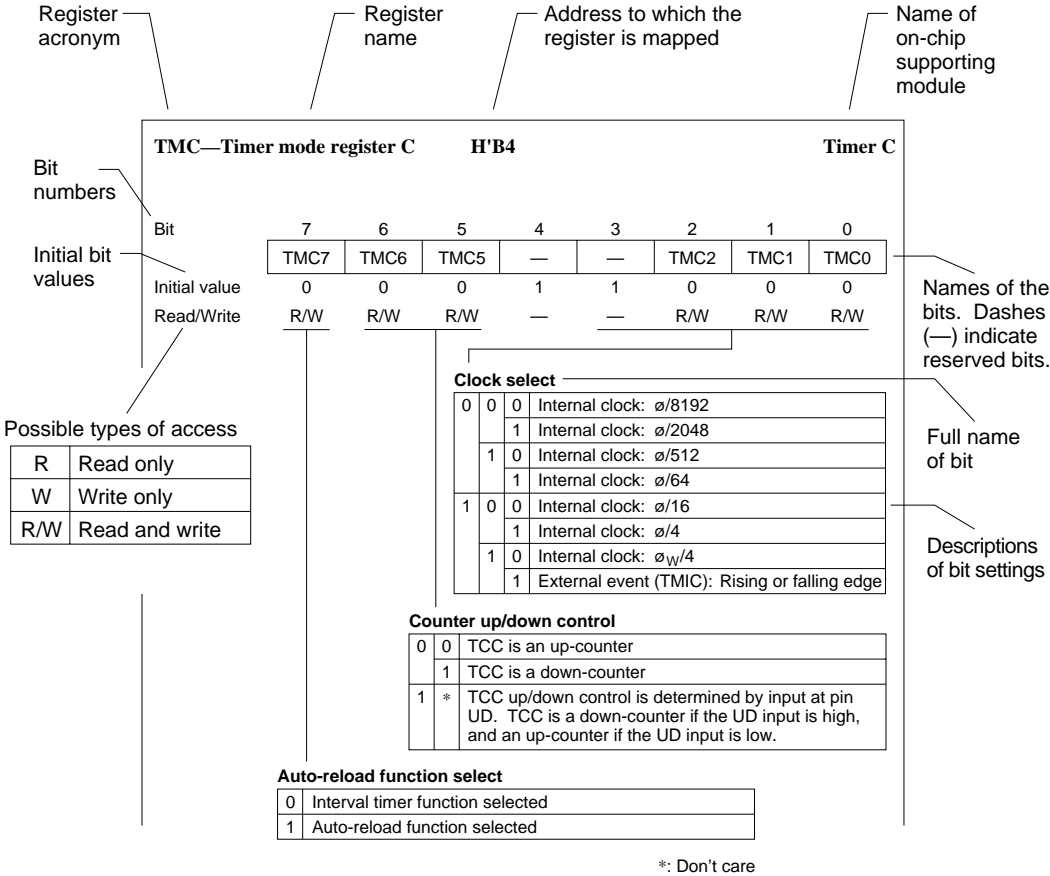 Register acronym
Register name
Address to which the register is mapped
Name of on-chip supporting module
TMC—Timer mode register C H'B4 Timer C
Bit numbers
Bit 7 6 5 4 3 2 1 0
Initial bit values
TMC7 TMC6 TMC5 — — TMC2 TMC1 TMC0
Initial value 0 0 0 1 1 0 0 0
Read/Write R/W R/W R/W — — R/W R/W R/W
Names of the bits. Dashes (—) indicate reserved bits.
Possible types of access
R Read only
W Write only
R/W Read and write
Clock select
0 0 0 Internal clock: ø/8192
1 Internal clock: ø/2048
1 0 Internal clock: ø/512
1 Internal clock: ø/64
1 0 0 Internal clock: ø/16
1 Internal clock: ø/4
1 0 Internal clock: øW/4
1 External event (TMIC): Rising or falling edge
Full name of bit
Descriptions of bit settings
Counter up/down control
0 0 TCC is an up-counter
1 TCC is a down-counter
1 * TCC up/down control is determined by input at pin
UD. TCC is a down-counter if the UD input is high,
and an up-counter if the UD input is low.
Auto-reload function select
0 Interval timer function selected
1 Auto-reload function selected
*: Don't care